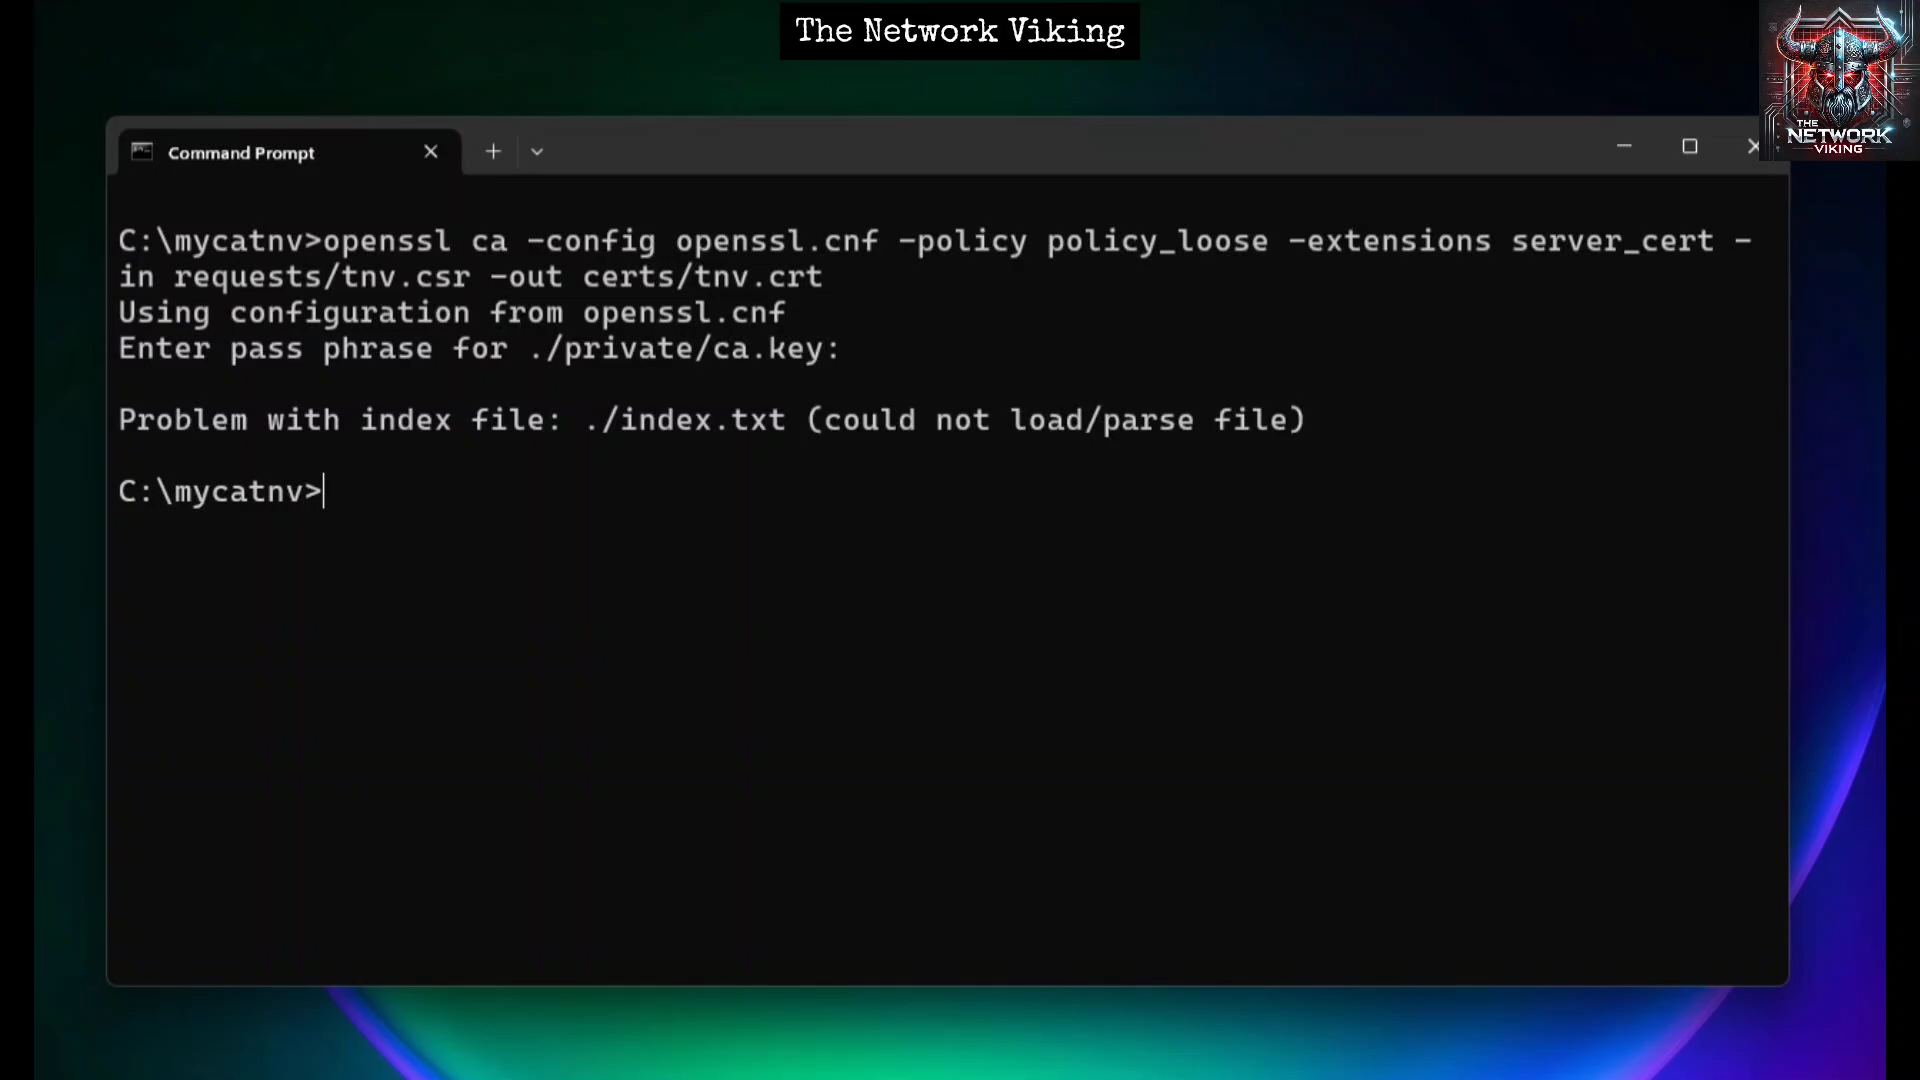 The Network Viking
THE
NETWORK
VIKING
Command Prompt
C:\mycatnv>openssl ca -config openssl.cnf -policy policy_loose -extensions server_cert -
in requests/tnv.csr -out certs/tnv.crt
Using configuration from openssl.cnf
Enter pass phrase for ./private/ca.key:
Problem with index file: ./index.txt (could not load/parse file)
C:\mycatnv>